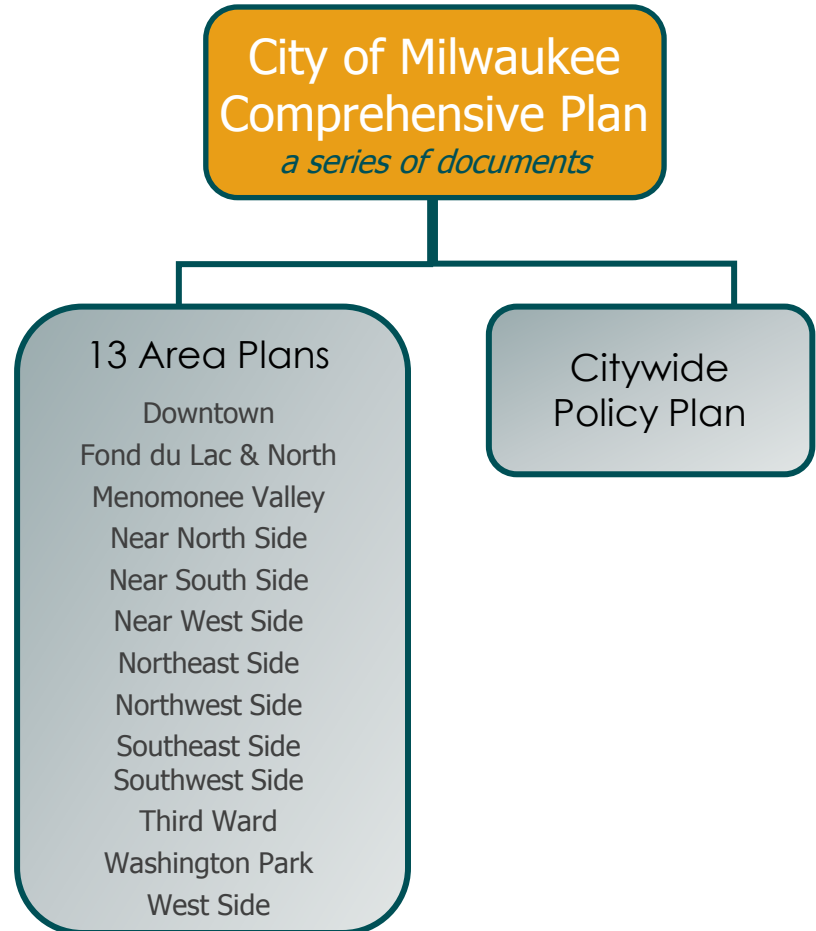 City of Milwaukee
Comprehensive Plan
a series of documents
13 Area Plans
Downtown
Fond du Lac & North
Menomonee Valley
Near North Side
Near South Side
Near West Side
Northeast Side
Northwest Side
Southeast Side
Southwest Side
Third Ward
Washington Park
West Side
Citywide
Policy Plan